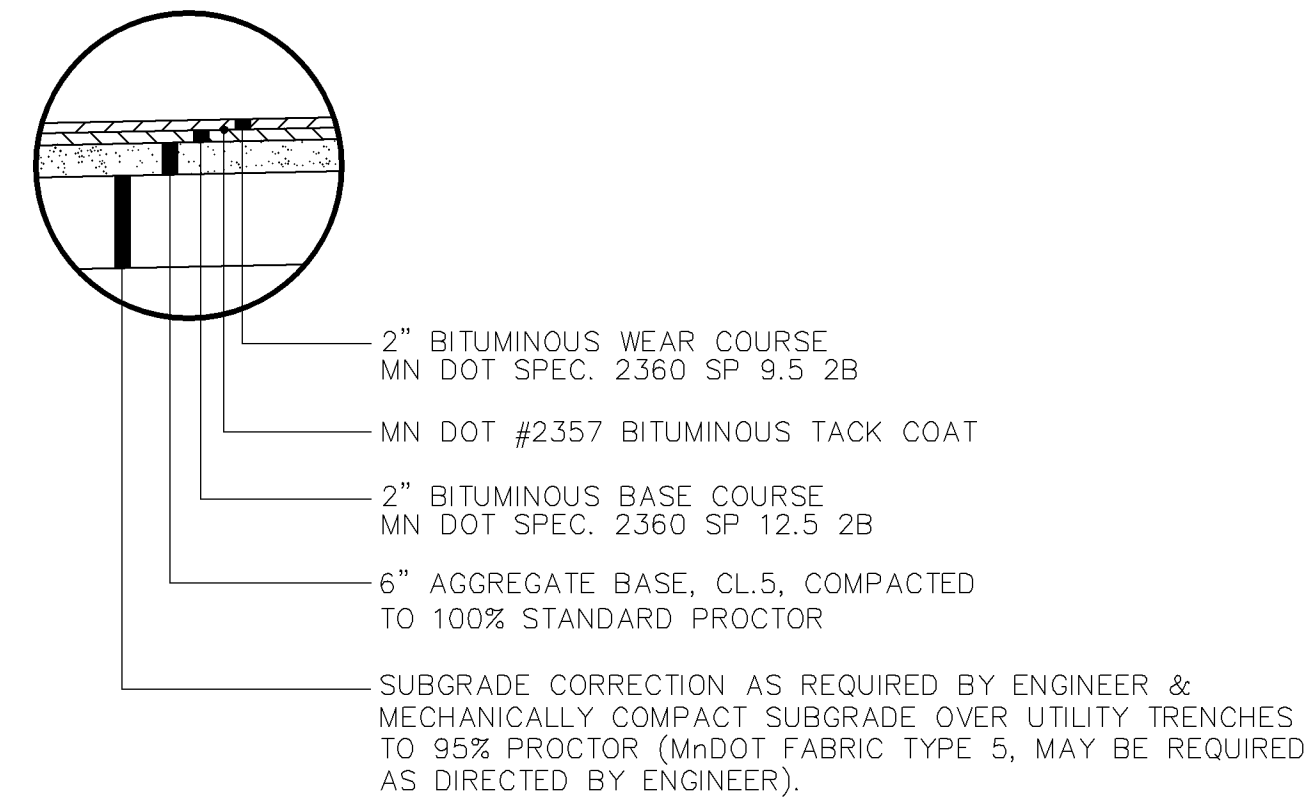 2" BITUMINOUS WEAR COURSE
MN DOT SPEC. 2360 SP 9.5 2B
MN DOT #2357 BITUMINOUS TACK COAT
2" BITUMINOUS BASE COURSE
MN DOT SPEC. 2360 SP 12.5 2B
6" AGGREGATE BASE, CL.5, COMPACTED
TO 100% STANDARD PROCTOR
SUBGRADE CORRECTION AS REQUIRED BY ENGINEER &
MECHANICALLY COMPACT SUBGRADE OVER UTILITY TRENCHES
TO 95% PROCTOR (MnDOT FABRIC TYPE 5, MAY BE REQUIRED
AS DIRECTED BY ENGINEER).